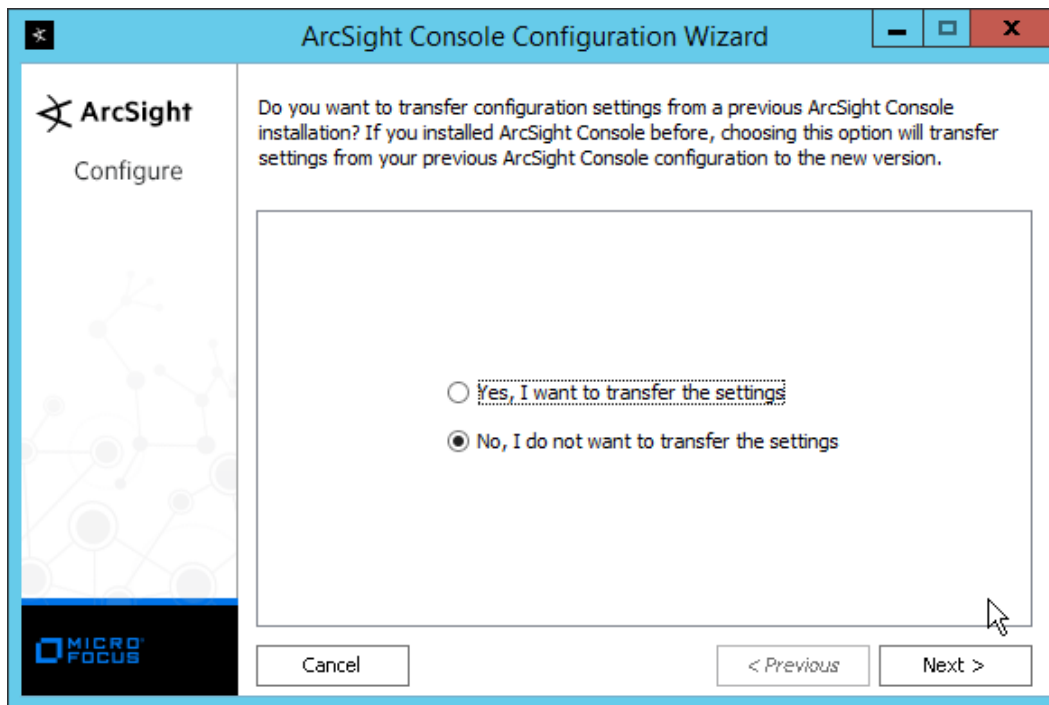 ArcSight Console Configuration Wizard
X
ArcSight
Configure
Do you want to transfer configuration settings from a previous ArcSight Console
installation? If you installed ArcSight Console before, choosing this option will transfer
settings from your previous ArcSight Console configuration to the new version.
Yes, I want to transfer the settings
No, I do not want to transfer the settings
MICRO
FOCUS
Cancel
< Previous
Next >